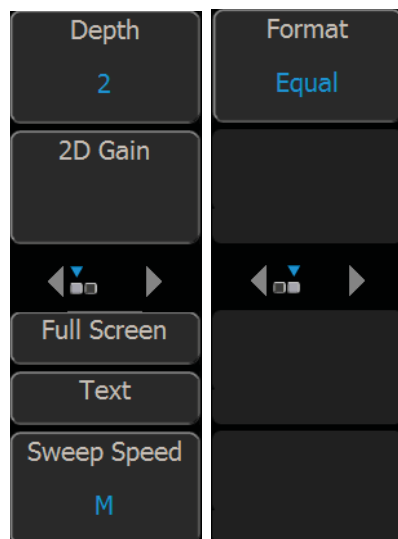 Depth
2
2D Gain
Full Screen
Text
Sweep Speed
M
Format
Equal